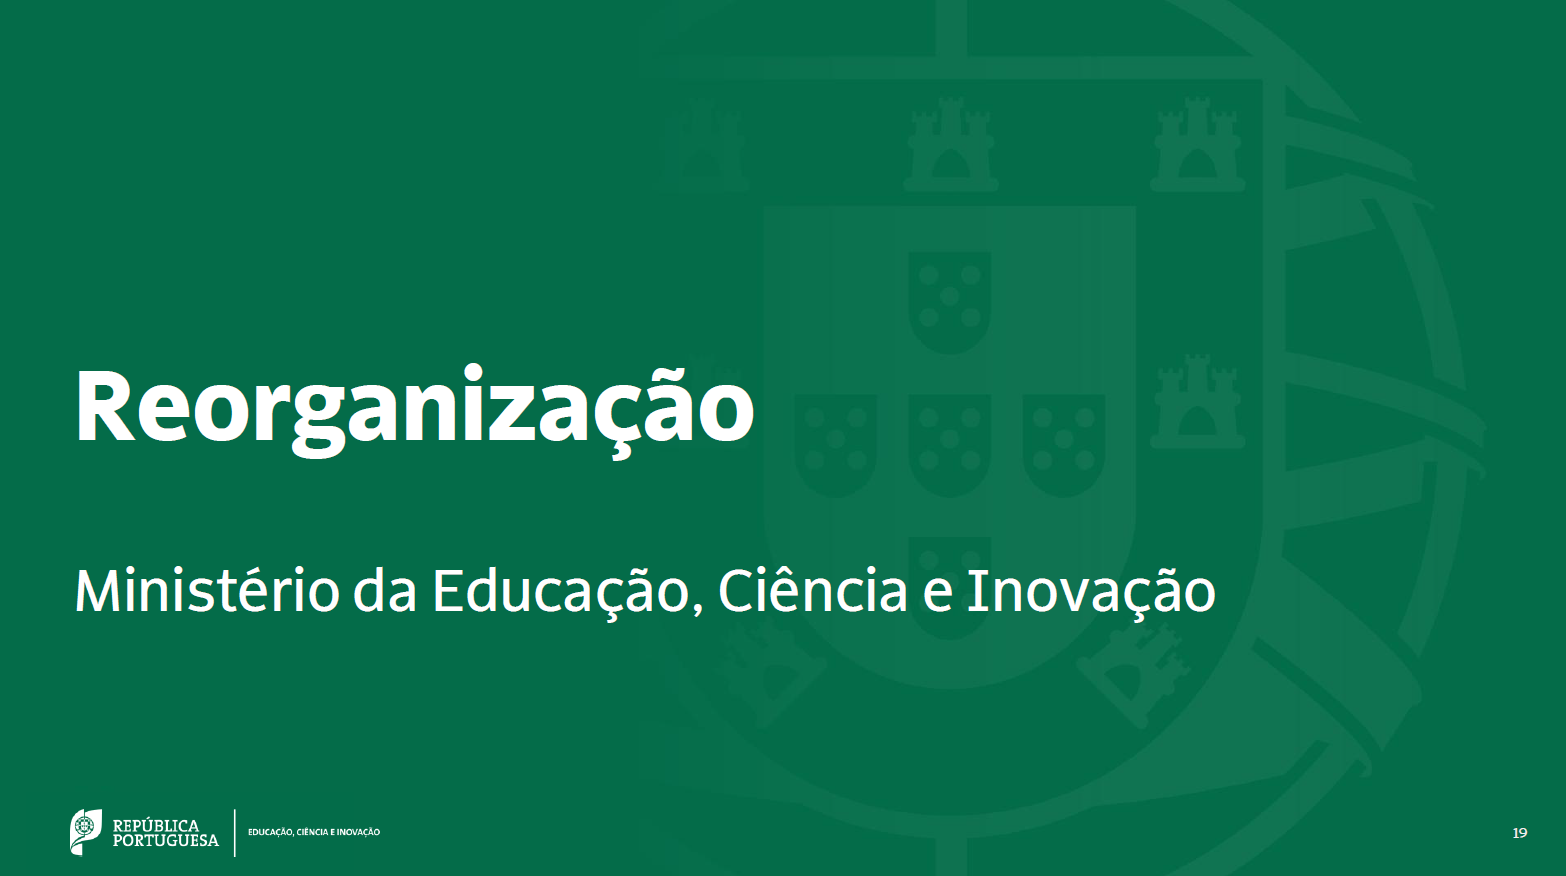 Reorganização
Ministério da Educação, Ciência e Inovação
REPÚBLICA
PORTUGUESA
EDUCAÇÃO, CIÊNCIA E INOVAÇÃO
19